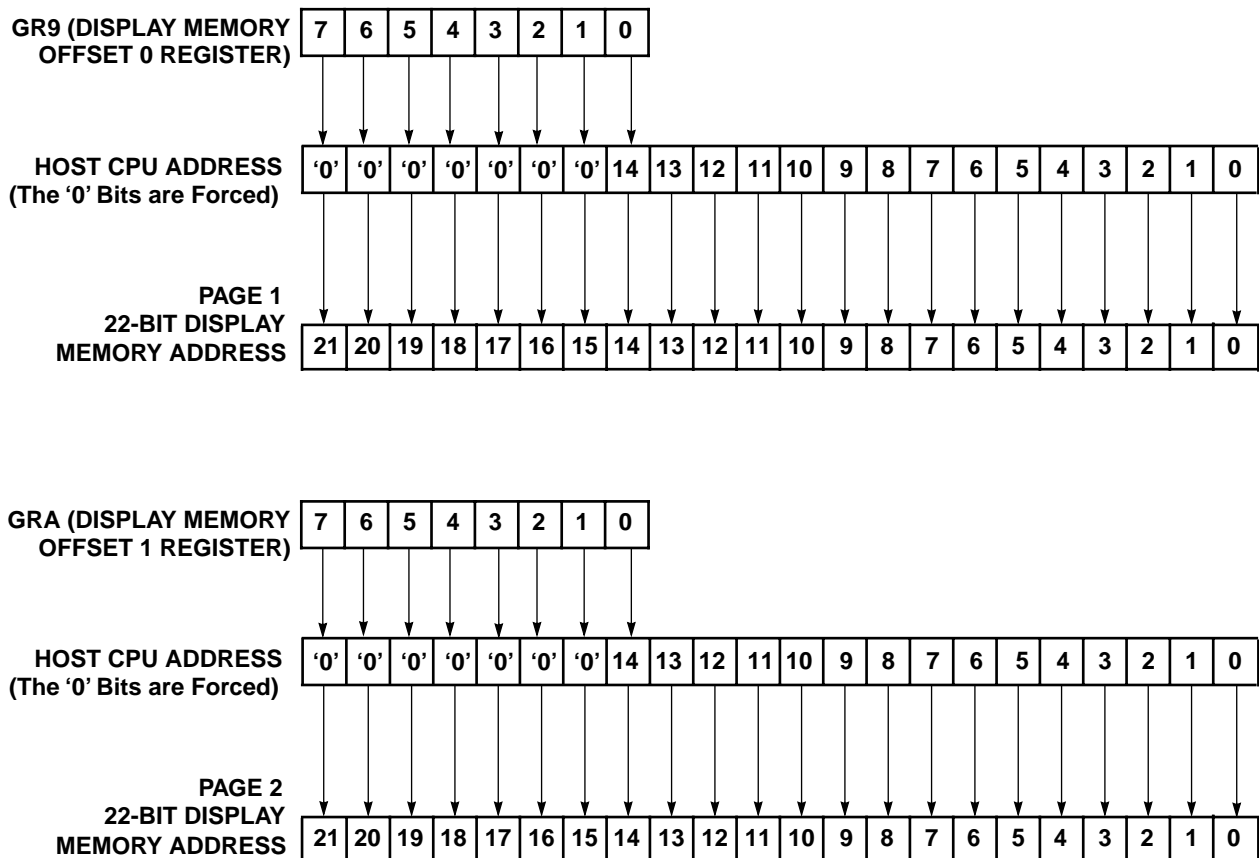 GR9 (DISPLAY MEMORY OFFSET 0 REGISTER)
7 6 5 4 3 2 1 0
HOST CPU ADDRESS
(The ‘0’ Bits are Forced)
‘0’ ‘0’ ‘0’ ‘0’ ‘0’ ‘0’ ‘0’ 14 13 12 11 10 9 8 7 6 5 4 3 2 1 0
PAGE 1
22-BIT DISPLAY
MEMORY ADDRESS
21 20 19 18 17 16 15 14 13 12 11 10 9 8 7 6 5 4 3 2 1 0
GRA (DISPLAY MEMORY
OFFSET 1 REGISTER)
7 6 5 4 3 2 1 0
HOST CPU ADDRESS
(The ‘0’ Bits are Forced)
‘0’ ‘0’ ‘0’ ‘0’ ‘0’ ‘0’ ‘0’ 14 13 12 11 10 9 8 7 6 5 4 3 2 1 0
PAGE 2
22-BIT DISPLAY
MEMORY ADDRESS
21 20 19 18 17 16 15 14 13 12 11 10 9 8 7 6 5 4 3 2 1 0